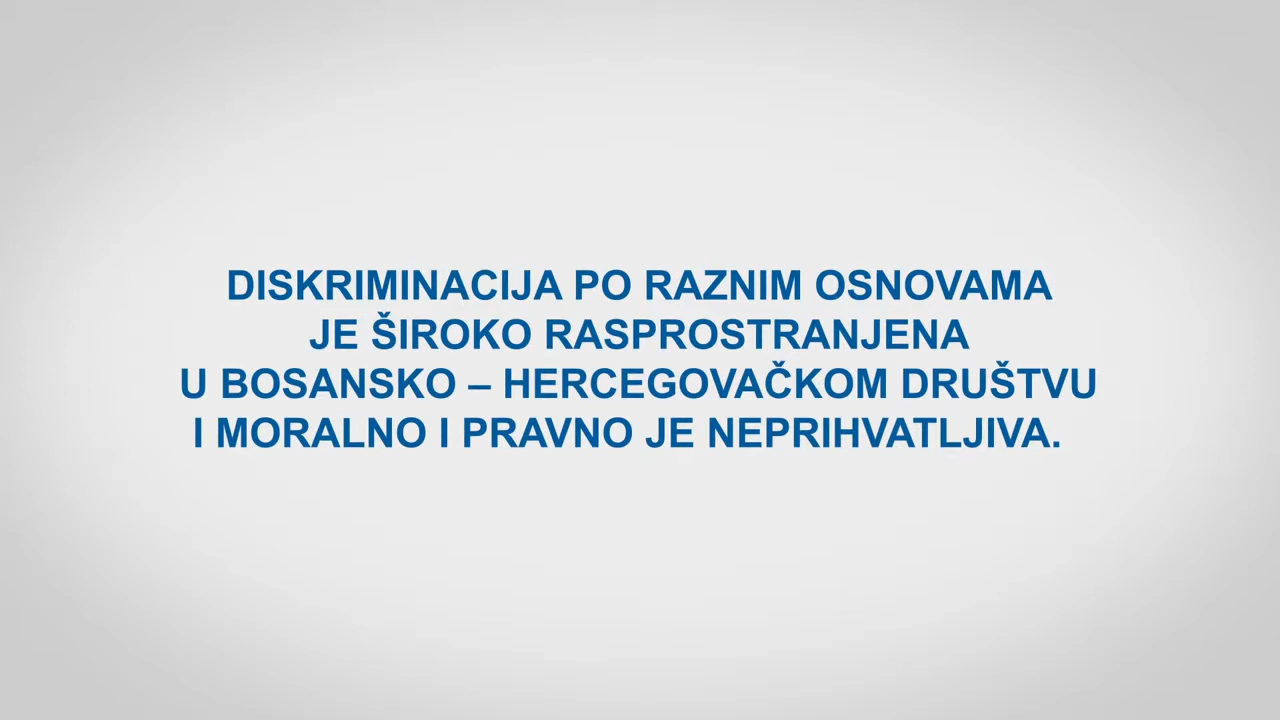 DISKRIMINACIJA PO RAZNIM OSNOVAMA
JE ŠIROKO RASPROSTRANJENA
U BOSANSKO – HERCEGOVAČKOM DRUŠTVU
I MORALNO I PRAVNO JE NEPRIHVATLJIVA.